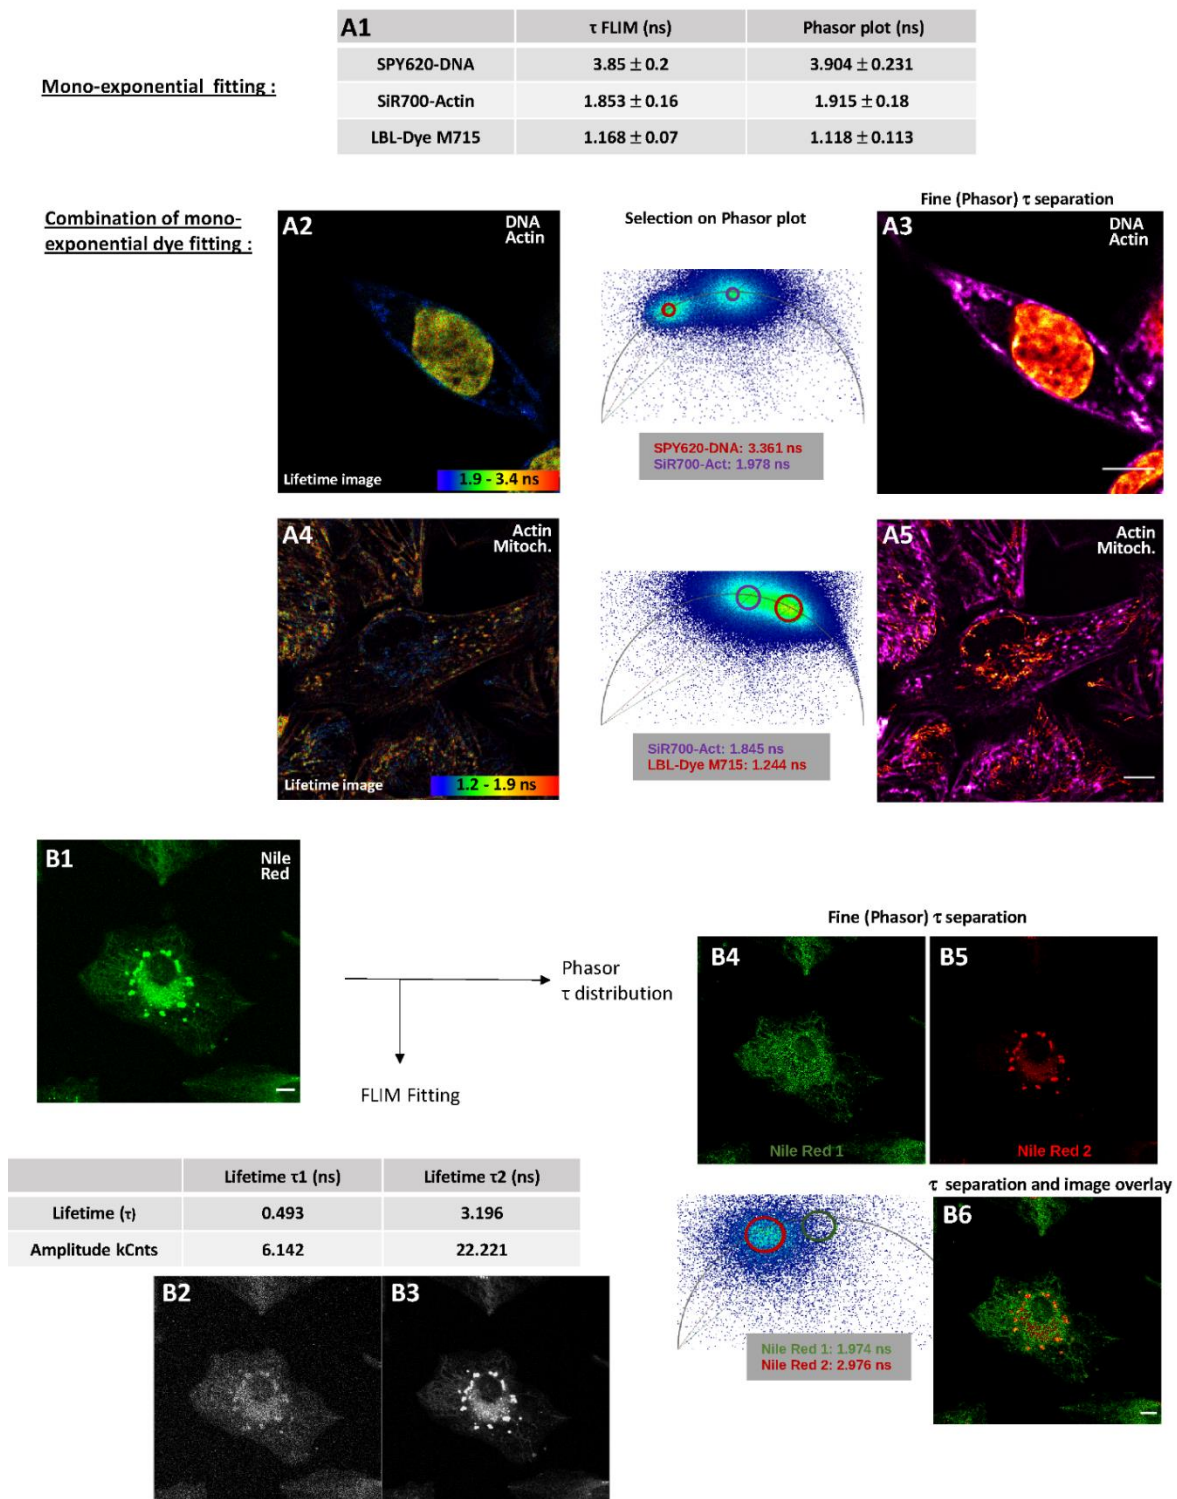 A1 τ FLIM (ns) Phasor plot (ns)
SPY620-DNA 3.85 ± 0.2 3.904 ± 0.231
Mono-exponential fitting :
SiR700-Actin 1.853 ± 0.16 1.915 ± 0.18
LBL-Dye M715 1.168 ± 0.07 1.118 ± 0.113
Combination of mono-
exponential dye fitting :
A2
DNA
Actin
Lifetime image
1.9 - 3.4 ns
Selection on Phasor plot
SPY620-DNA: 3.361 ns
SiR700-Act: 1.978 ns
Fine (Phasor) τ separation
A3
DNA
Actin
A4
Actin
Mitoch.
Lifetime image
1.2 - 1.9 ns
SiR700-Act: 1.845 ns
LBL-Dye M715: 1.244 ns
A5
Actin
Mitoch.
B1
Nile
Red
Phasor
τ distribution
FLIM Fitting
Fine (Phasor) τ separation
B4
Nile Red 1
B5
Nile Red 2
Lifetime τ1 (ns) Lifetime τ2 (ns)
Lifetime (τ) 0.493 3.196
Amplitude kCnts 6.142 22.221
B2
B3
τ separation and image overlay
B6
Nile Red 1: 1.974 ns
Nile Red 2: 2.976 ns